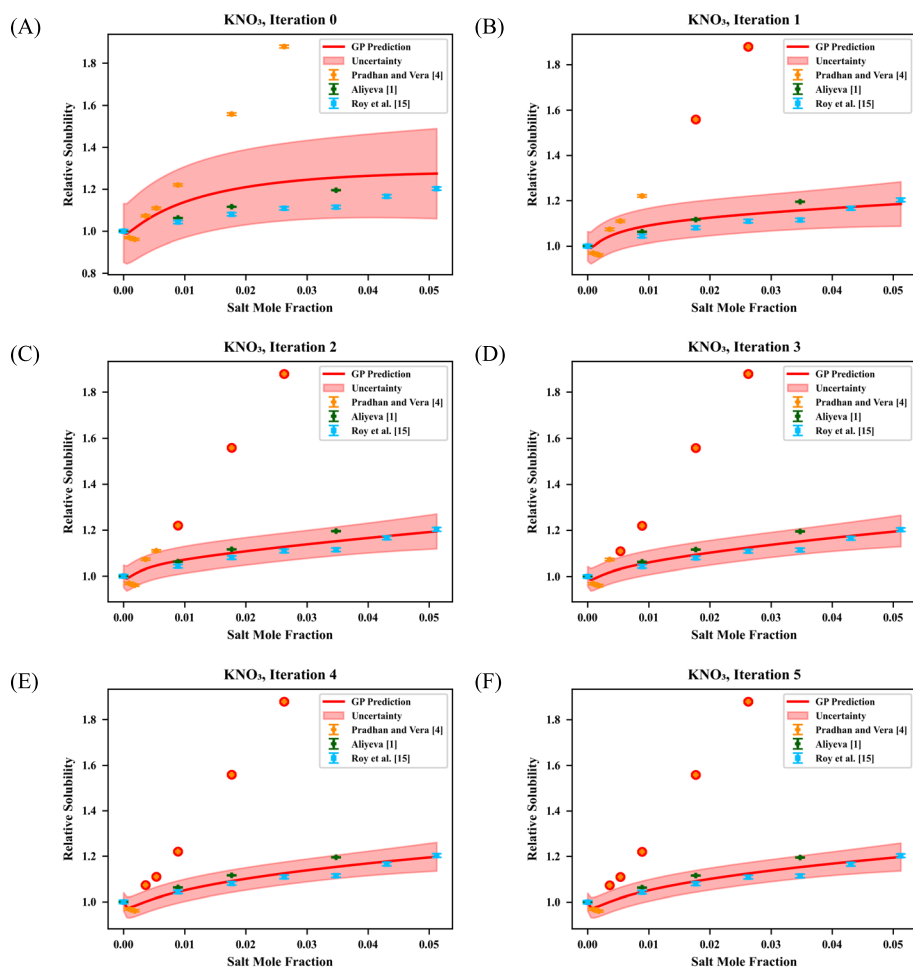 (A)
KNO₃, Iteration 0
GP Prediction
Uncertainty
Pradhan and Vera [4]
Aliyeva [1]
Roy et al. [15]
1.8
1.6
1.4
1.2
1.0
0.8
Relative Solubility
0.00 0.01 0.02 0.03 0.04 0.05
Salt Mole Fraction
(B)
KNO₃, Iteration 1
GP Prediction
Uncertainty
Pradhan and Vera [4]
Aliyeva [1]
Roy et al. [15]
1.8
1.6
1.4
1.2
1.0
Relative Solubility
0.00 0.01 0.02 0.03 0.04 0.05
Salt Mole Fraction
(C)
KNO₃, Iteration 2
GP Prediction
Uncertainty
Pradhan and Vera [4]
Aliyeva [1]
Roy et al. [15]
1.8
1.6
1.4
1.2
1.0
Relative Solubility
0.00 0.01 0.02 0.03 0.04 0.05
Salt Mole Fraction
(D)
KNO₃, Iteration 3
GP Prediction
Uncertainty
Pradhan and Vera [4]
Aliyeva [1]
Roy et al. [15]
1.8
1.6
1.4
1.2
1.0
Relative Solubility
0.00 0.01 0.02 0.03 0.04 0.05
Salt Mole Fraction
(E)
KNO₃, Iteration 4
GP Prediction
Uncertainty
Pradhan and Vera [4]
Aliyeva [1]
Roy et al. [15]
1.8
1.6
1.4
1.2
1.0
Relative Solubility
0.00 0.01 0.02 0.03 0.04 0.05
Salt Mole Fraction
(F)
KNO₃, Iteration 5
GP Prediction
Uncertainty
Pradhan and Vera [4]
Aliyeva [1]
Roy et al. [15]
1.8
1.6
1.4
1.2
1.0
Relative Solubility
0.00 0.01 0.02 0.03 0.04 0.05
Salt Mole Fraction